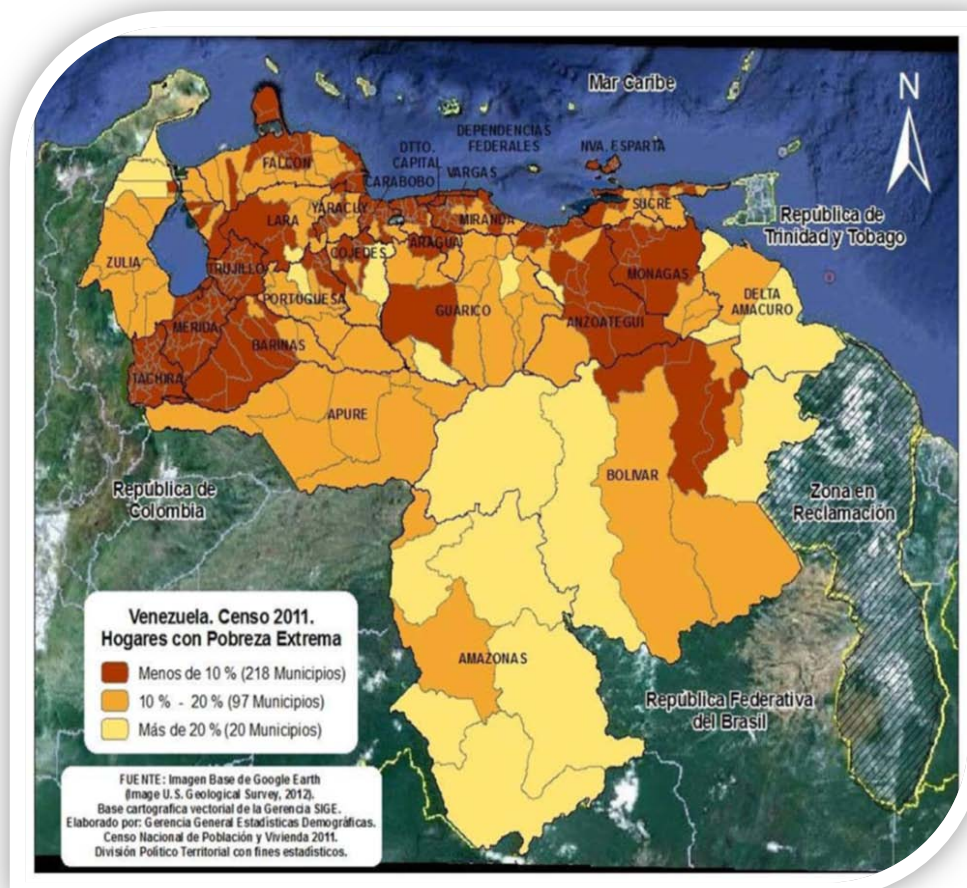 Mar Caribe
N
DEPENDENCIAS
FEDERALES
NVA. ESPARTA
DTTO.
CAPITAL
VARGAS
CARABOBO
FALCON
YARACUY
LARA
MIRANDA
SUCRE
República de
Trinidad y Tobago
ARAGUA
COJEDES
ZULIA
TRUJILLO
MONAGAS
PORTUGUESA
GUARICO
DELTA
AMACURO
ANZOATEGUI
MERIDA
BARINAS
TACHIRA
APURE
BOLIVAR
República de
Colombia
Zona en
Reclamación
AMAZONAS
República Federativa
del Brasil
Venezuela. Censo 2011.
Hogares con Pobreza Extrema
Menos de 10 % (218 Municipios)
10 % - 20 % (97 Municipios)
Más de 20 % (20 Municipios)
FUENTE: Imagen Base de Google Earth
(Image U.S. Geological Survey, 2012).
Base cartografica vectorial de la Gerencia SIGE.
Elaborado por: Gerencia General Estadísticas Demográficas.
Censo Nacional de Población y Vivienda 2011.
División Político Territorial con fines estadísticos.